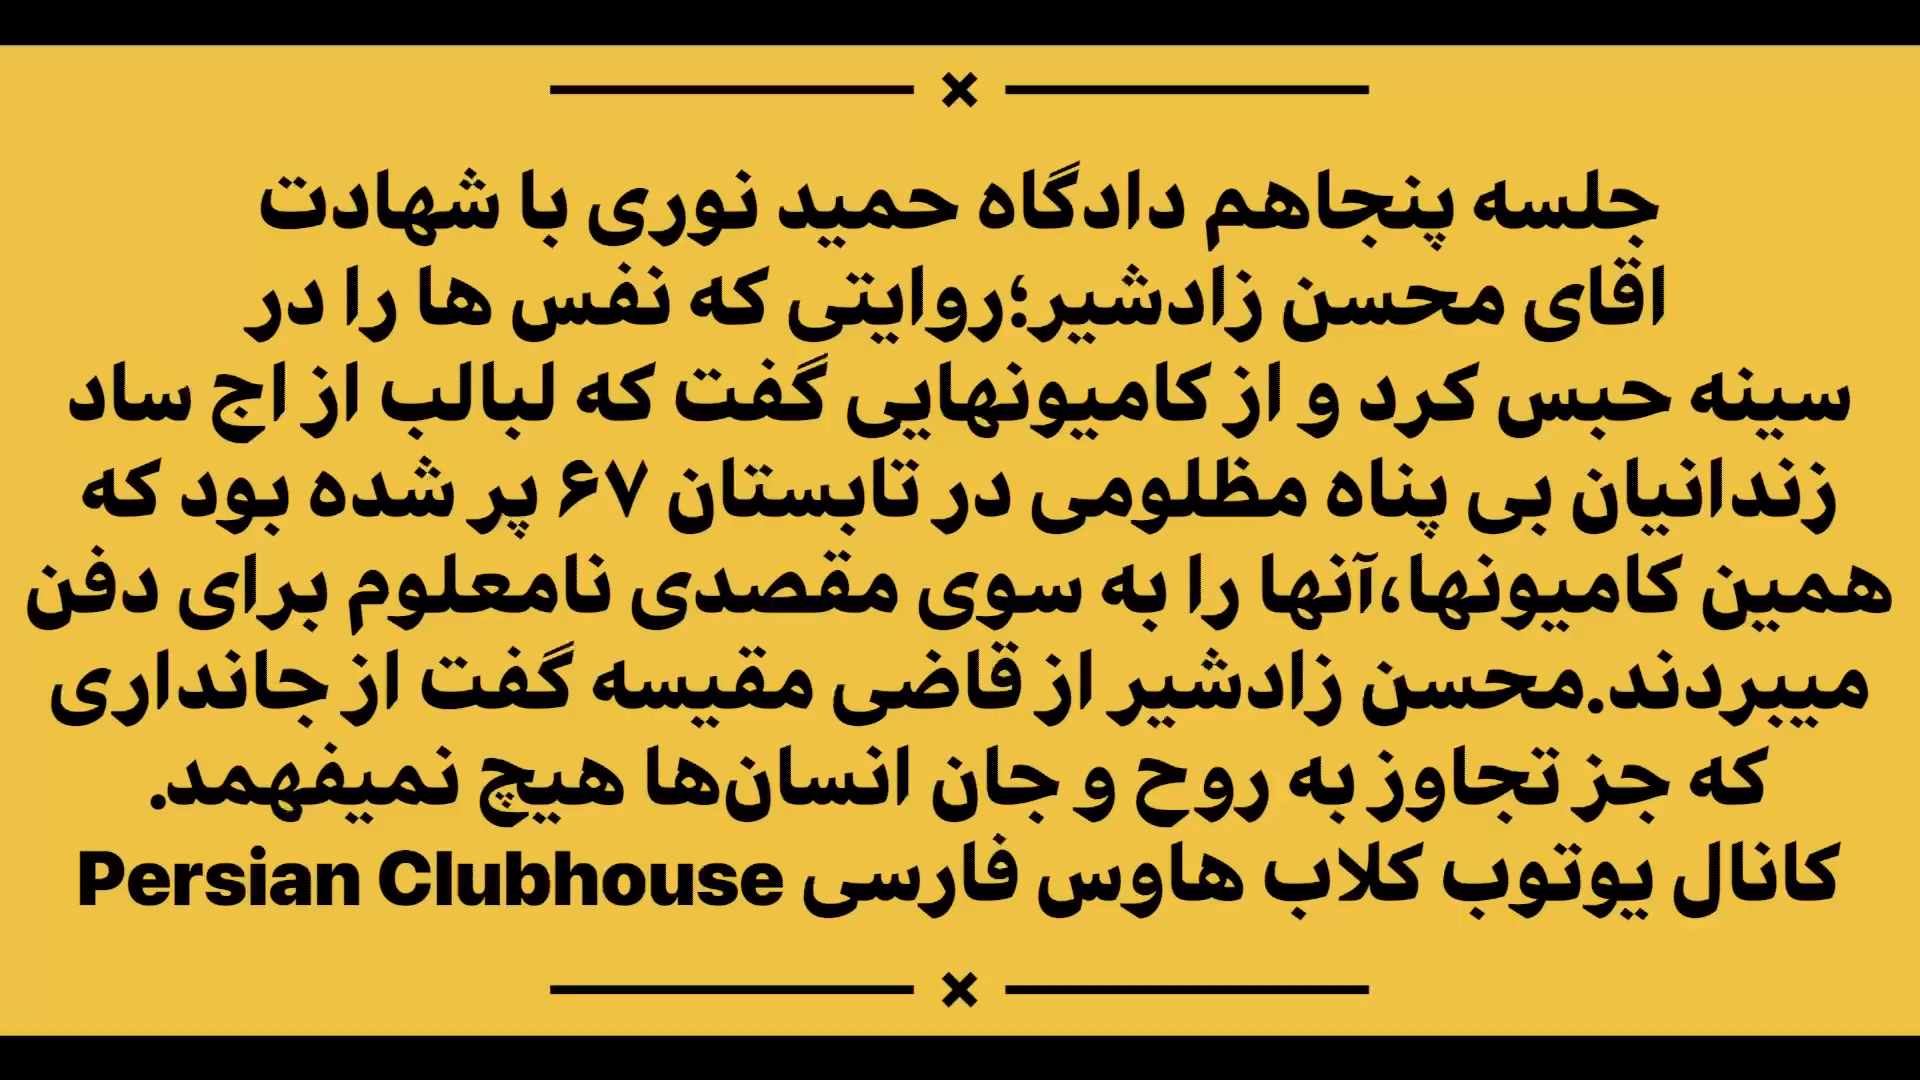 جلسه پنجاهم دادگاه حمید نوری با شهادت
اقای محسن زادشیر؛روایتی که نفس ها را در
سینه حبس کرد و از کامیونهایی گفت که لبالب از اج ساد
زندانیان بی پناه مظلومی در تابستان ۶۷ پر شده بود که
همین کامیونها،آنها را به سوی مقصدی نامعلوم برای دفن
میبردند.محسن زادشیر از قاضی مقیسه گفت از جانداری
که جز تجاوز به روح و جان انسان‌ها هیچ نمیفهمد.
کانال یوتوب کلاب هاوس فارسی Persian Clubhouse